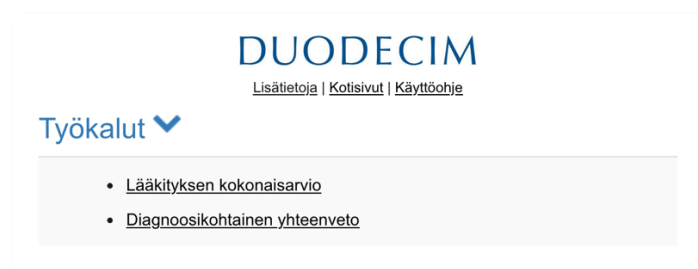 DUODECIM
Lisätietoja | Kotisivut | Käyttöohje
Työkalut
Lääkityksen kokonaisarvio
Diagnoosikohtainen yhteenveto